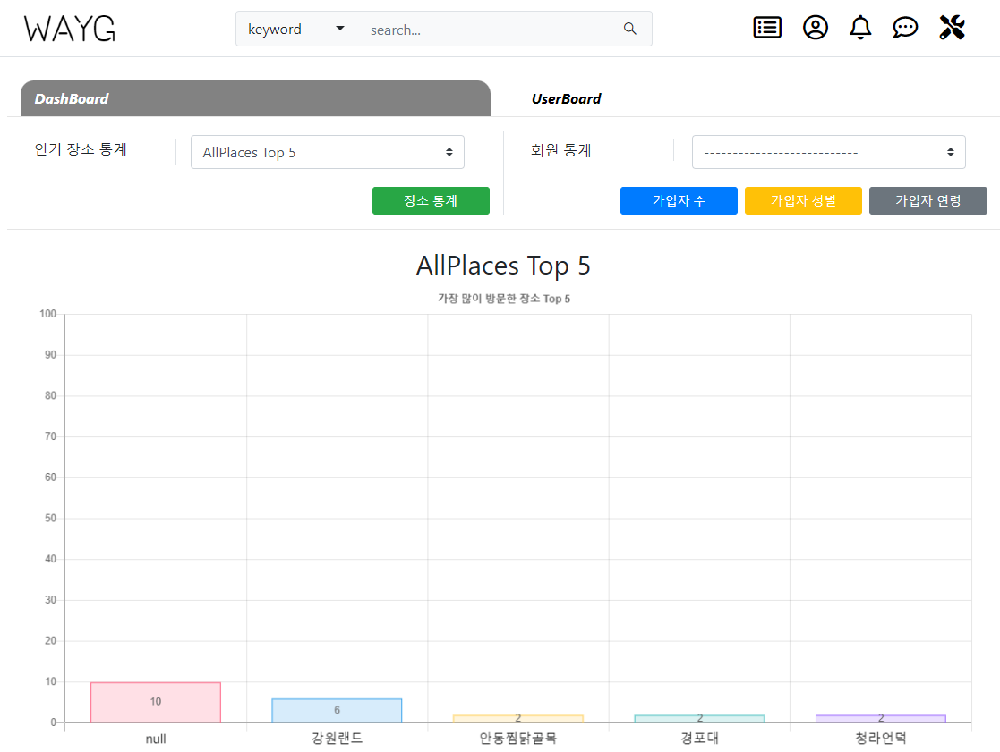 WAYG
keyword search...
DashBoard
UserBoard
인기 장소 통계
AllPlaces Top 5
회원 통계
---------------------------
장소 통계
가입자 수
가입자 성별
가입자 연령
AllPlaces Top 5
가장 많이 방문한 장소 Top 5
100
90
80
70
60
50
40
30
20
10
0
10
6
2
2
2
null
강원랜드
안동찜닭골목
경포대
청라언덕